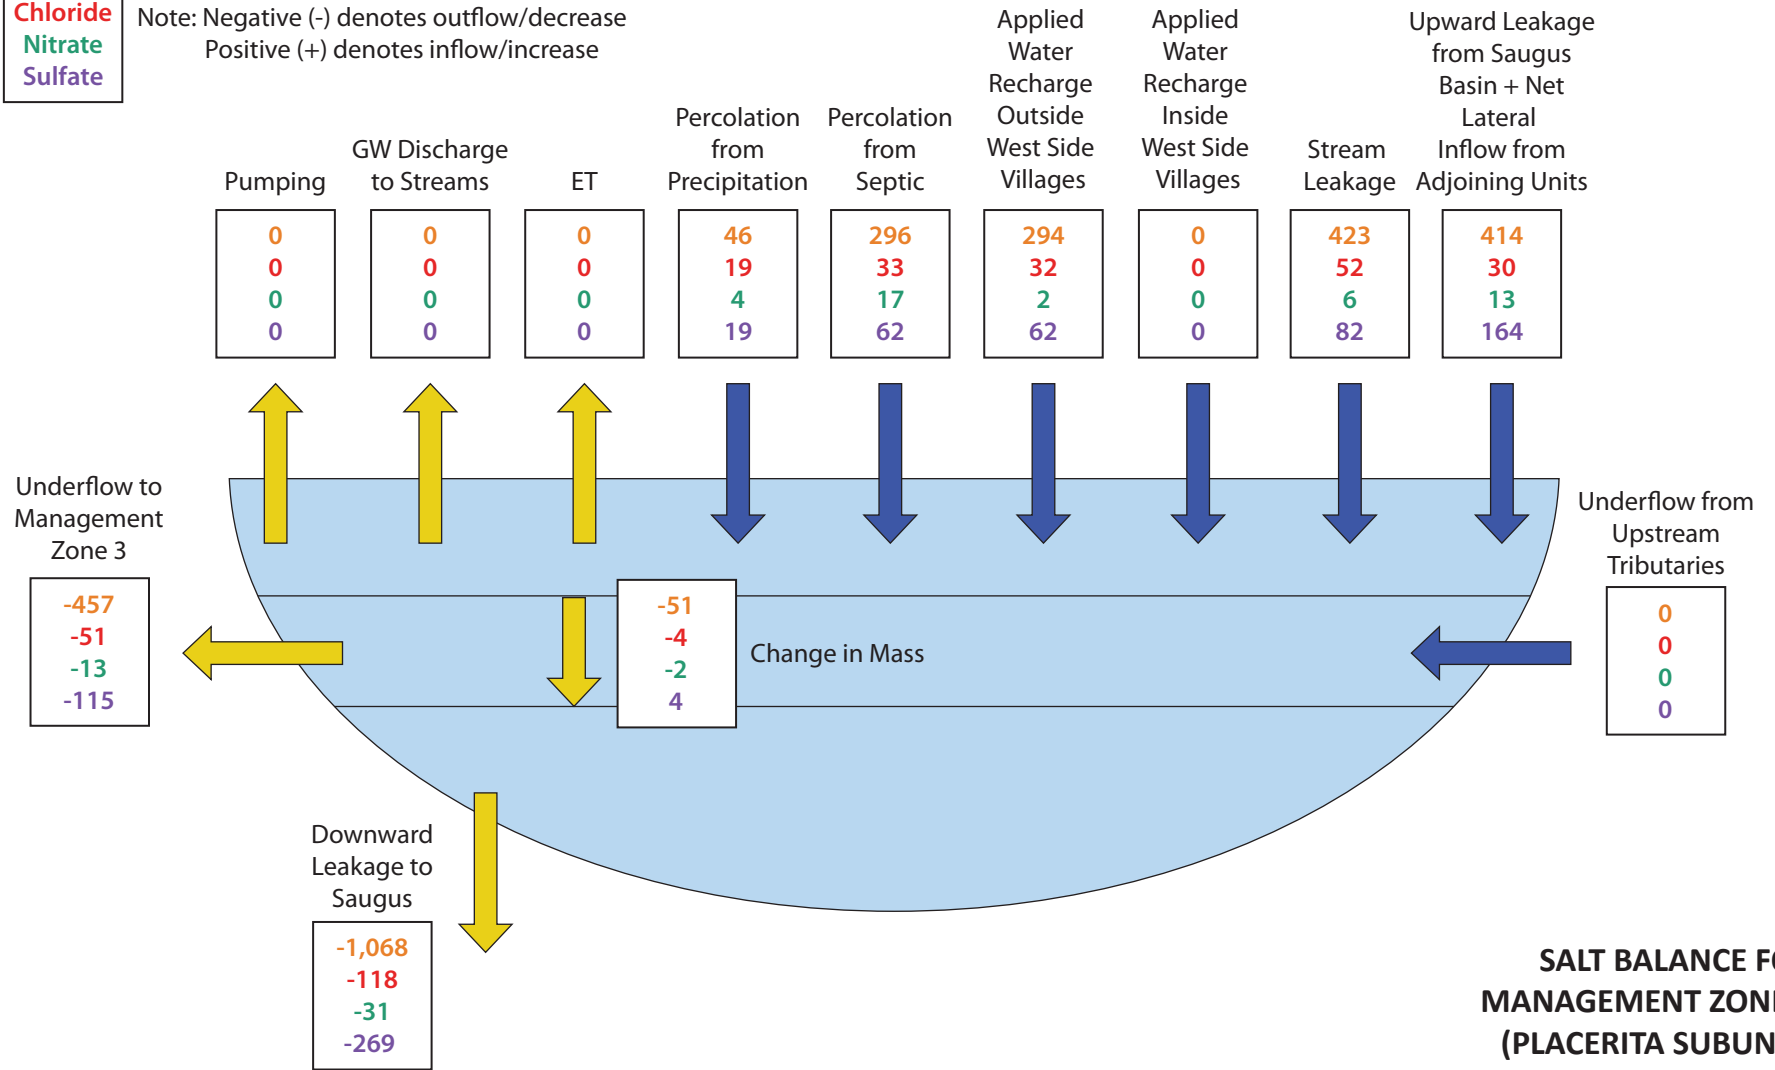 Chloride
Nitrate
Sulfate
Note: Negative (-) denotes outflow/decrease
Positive (+) denotes inflow/increase
Pumping
0
0
0
0
GW Discharge
to Streams
0
0
0
0
ET
0
0
0
0
Percolation
from
Precipitation
46
19
4
19
Percolation
from
Septic
296
33
17
62
Applied
Water
Recharge
Outside
West Side
Villages
294
32
2
62
Applied
Water
Recharge
Inside
West Side
Villages
0
0
0
0
Stream
Leakage
423
52
6
82
Upward Leakage
from Saugus
Basin + Net
Lateral
Inflow from
Adjoining Units
414
30
13
164
Underflow to
Management
Zone 3
-457
-51
-13
-115
-51
-4
-2
4
Change in Mass
Underflow from
Upstream
Tributaries
0
0
0
0
Downward
Leakage to
Saugus
-1,068
-118
-31
-269
SALT BALANCE
MANAGEMENT
(PLACERITA